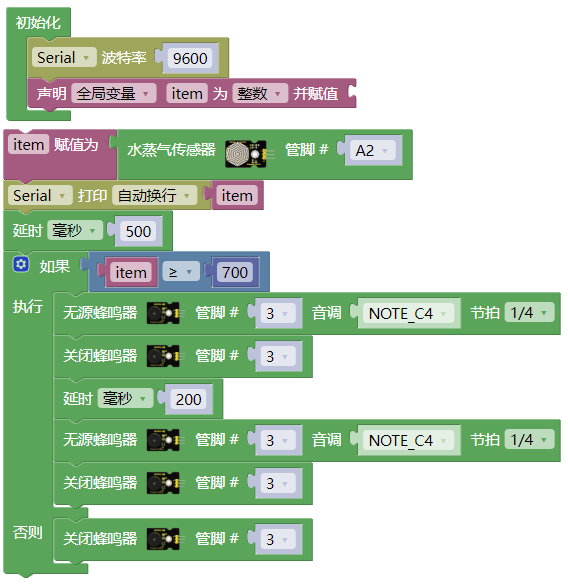 初始化
Serial 波特率 9600
声明 全局变量 item 为 整数 并赋值
item 赋值为 水蒸气传感器 管脚 # A2
Serial 打印 自动换行 item
延时 毫秒 500
如果 item ≥ 700
执行 无源蜂鸣器 管脚 # 3 音调 NOTE_C4 节拍 1/4
关闭蜂鸣器 管脚 # 3
延时 毫秒 200
无源蜂鸣器 管脚 # 3 音调 NOTE_C4 节拍 1/4
关闭蜂鸣器 管脚 # 3
否则 关闭蜂鸣器 管脚 # 3